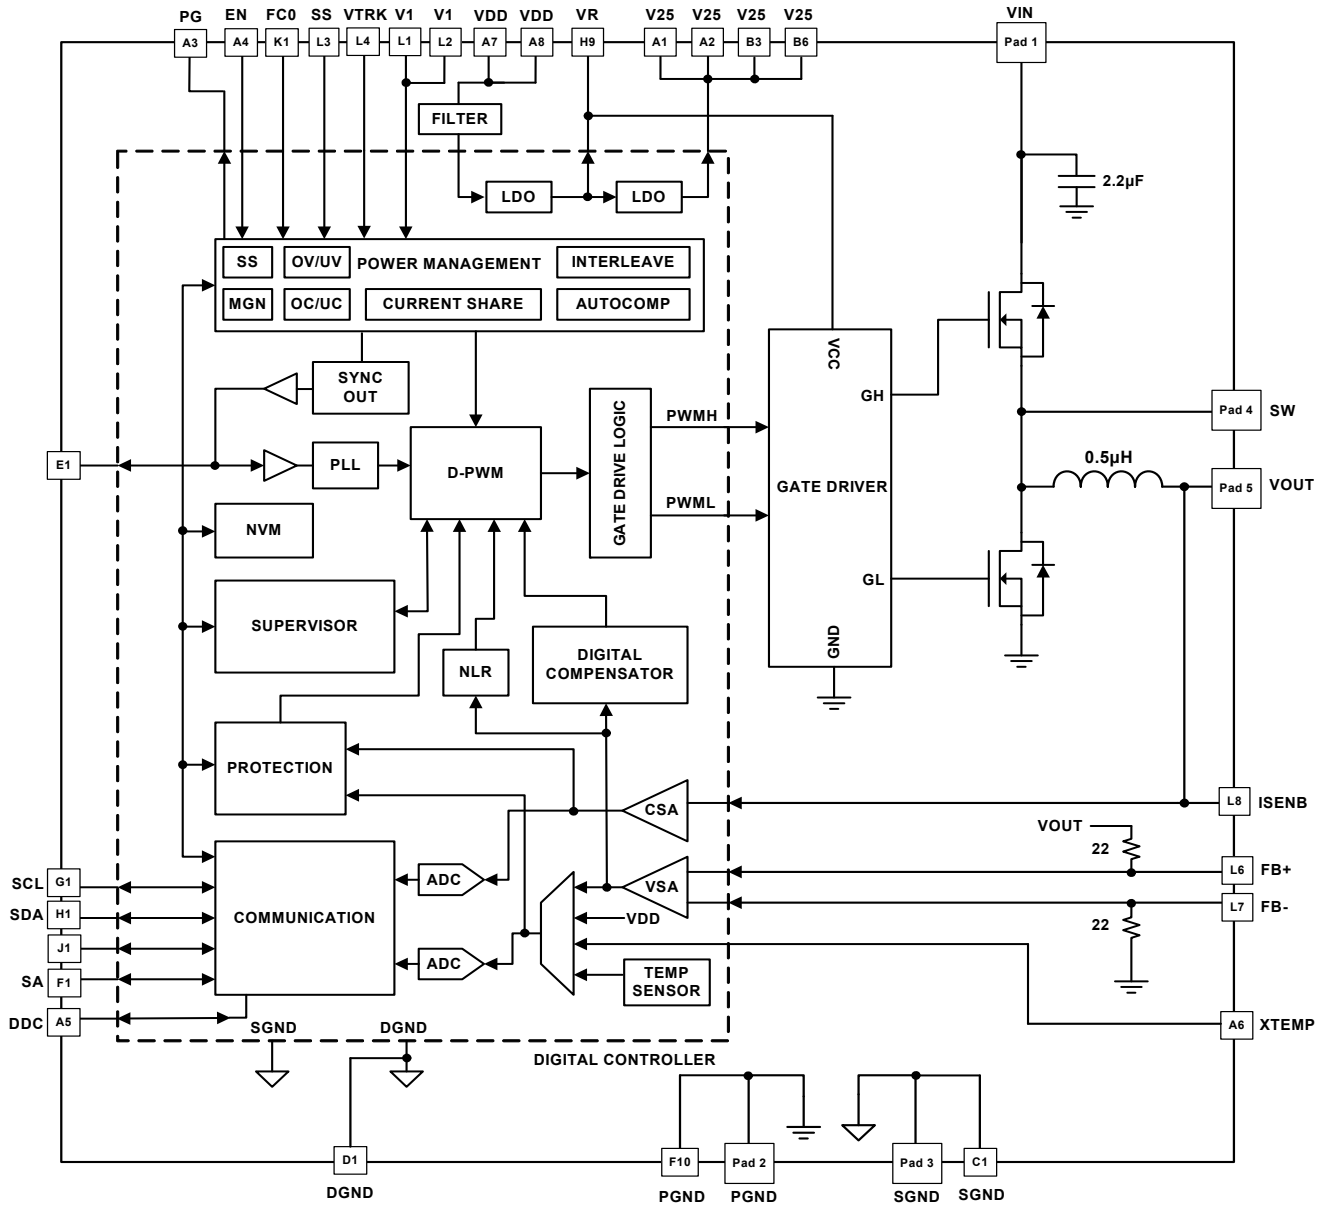 PG EN FC0 SS VTRK V1 V1 VDD VDD VR V25 V25 V25 V25 VIN
A3 A4 K1 L3 L4 L1 L2 A7 A8 H9 A1 A2 B3 B6 Pad 1
FILTER
LDO LDO
2.2µF
SS OV/UV POWER MANAGEMENT INTERLEAVE
MGN OC/UC CURRENT SHARE AUTOCOMP
SYNC
OUT
VCC
GH
PWMH
GATE DRIVE LOGIC
Pad 4 SW
E1
PLL
D-PWM
GATE DRIVER
0.5µH
Pad 5 VOUT
PWML
NVM
GL
SUPERVISOR
GND
NLR
DIGITAL
COMPENSATOR
PROTECTION
CSA
L8 ISENB
VOUT
22
SCL G1
ADC
VSA
L6 FB+
SDA H1
COMMUNICATION
VDD
L7 FB-
22
J1
SA F1
ADC
TEMP
SENSOR
DDC A5
SGND DGND
A6 XTEMP
DIGITAL CONTROLLER
D1
DGND
F10
PGND
Pad 2
PGND
Pad 3
SGND
C1
SGND